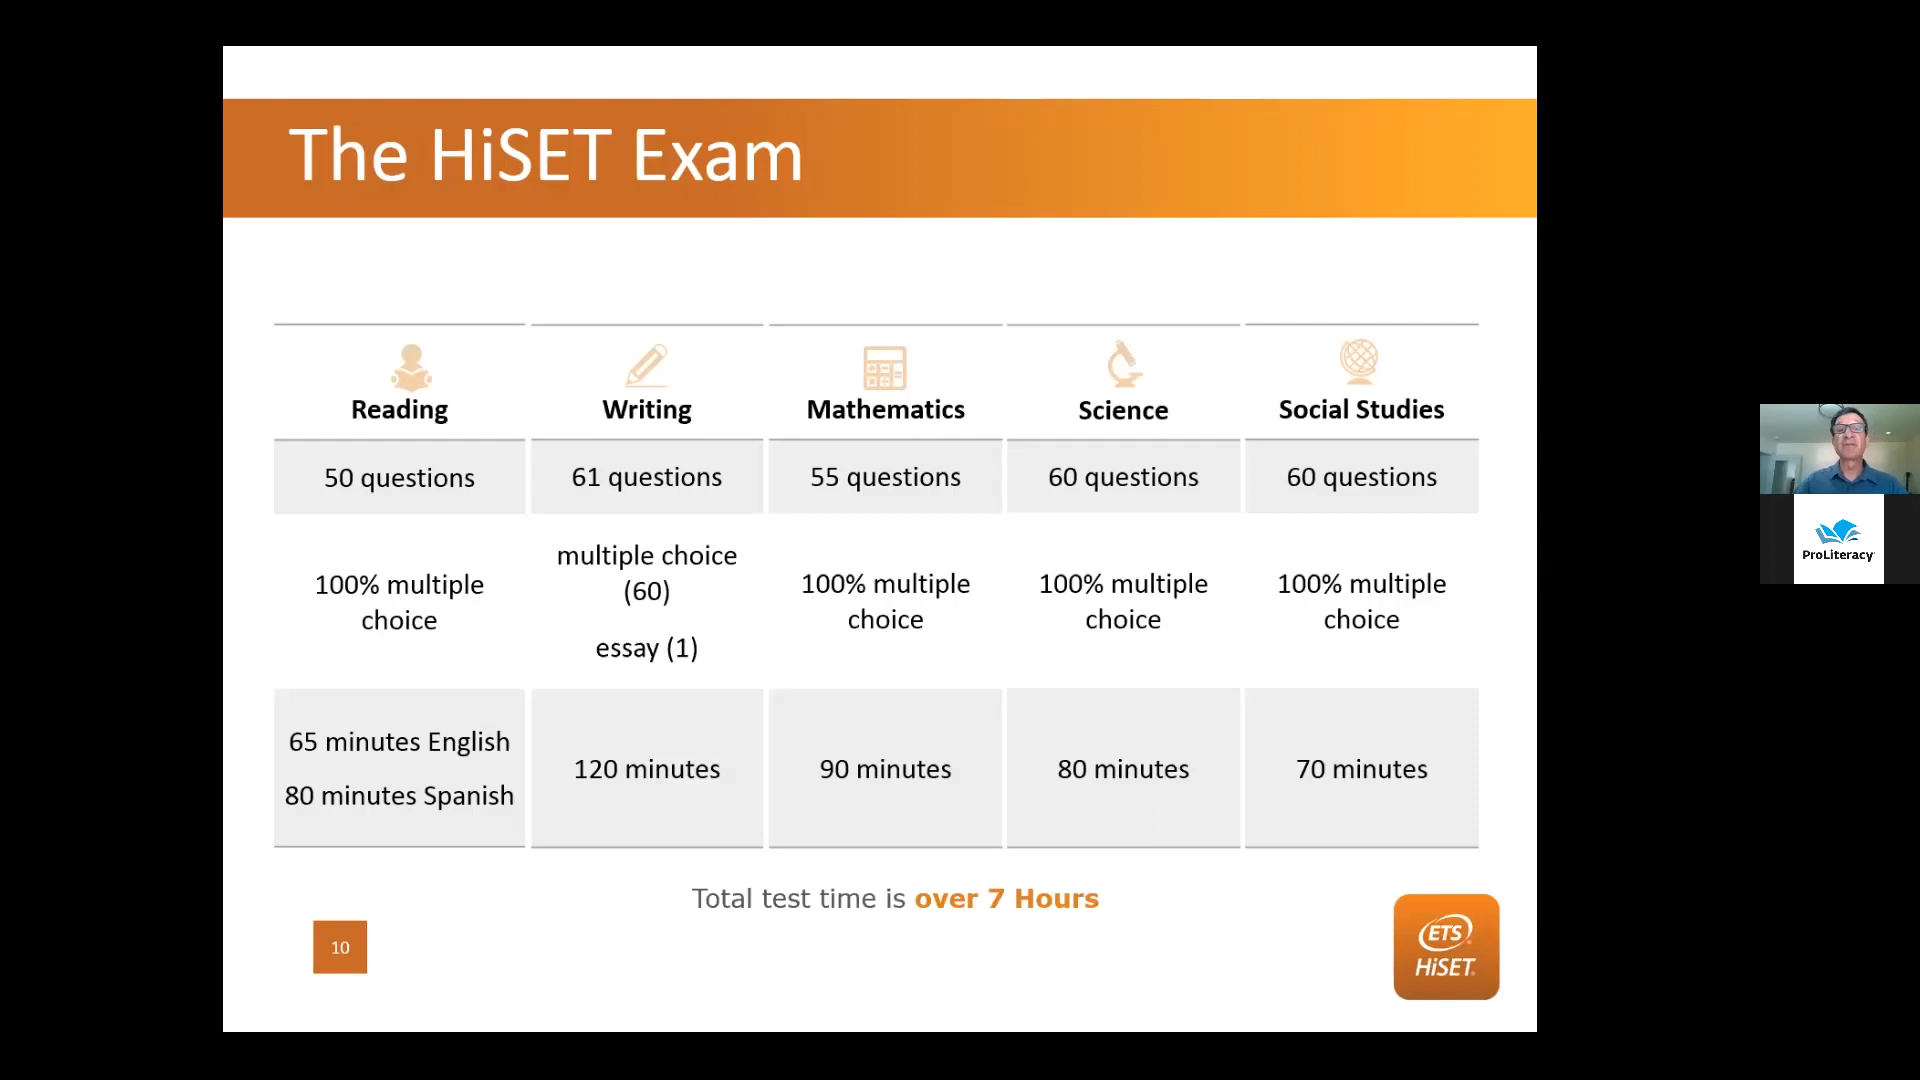 The HiSET Exam
Reading
Writing
Mathematics
Science
Social Studies
50 questions
61 questions
55 questions
60 questions
60 questions
100% multiple
choice
multiple choice
(60)
essay (1)
100% multiple
choice
100% multiple
choice
100% multiple
choice
65 minutes English
80 minutes Spanish
120 minutes
90 minutes
80 minutes
70 minutes
Total test time is over 7 Hours
10
ETS
HiSET
ProLiteracy